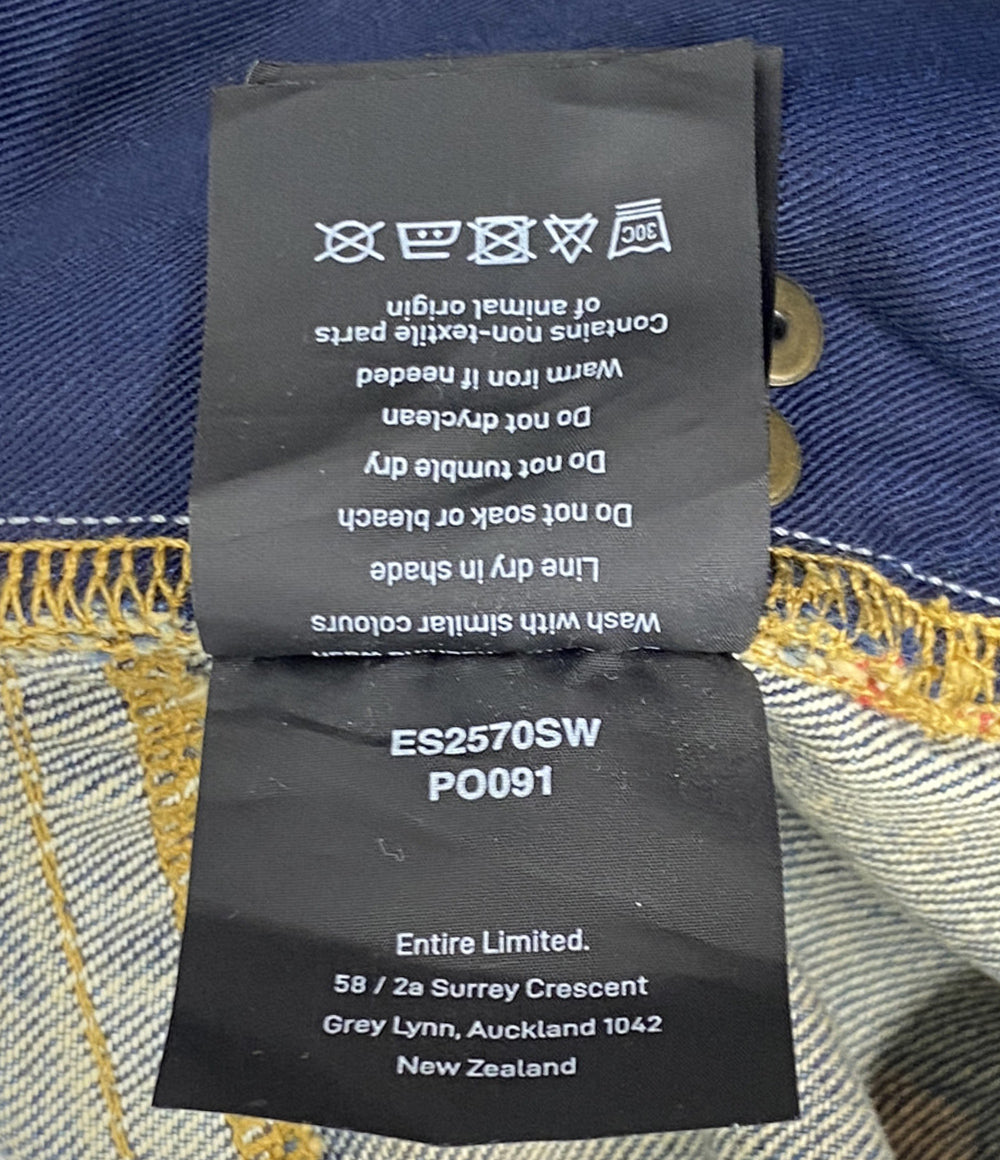 Wash with similar colours
Line dry in shade
Do not soak or bleach
Do not tumble dry
Do not dryclean
Warm iron if needed
Contains non-textile parts
of animal origin
30C
ES2570SW
PO091
Entire Limited.
58 / 2a Surrey Crescent
Grey Lynn, Auckland 1042
New Zealand